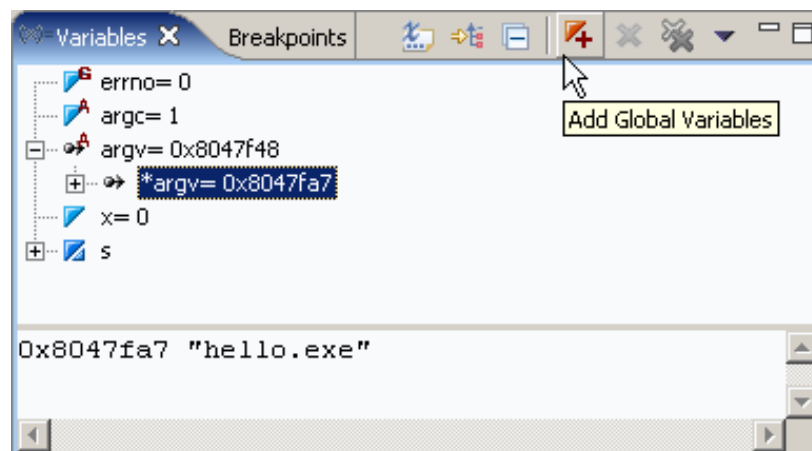 (x)= Variables Breakpoints
G errno= 0
A argc= 1
Add Global Variables
A argv= 0x8047f48
*argv= 0x8047fa7
x= 0
s
0x8047fa7 "hello.exe"